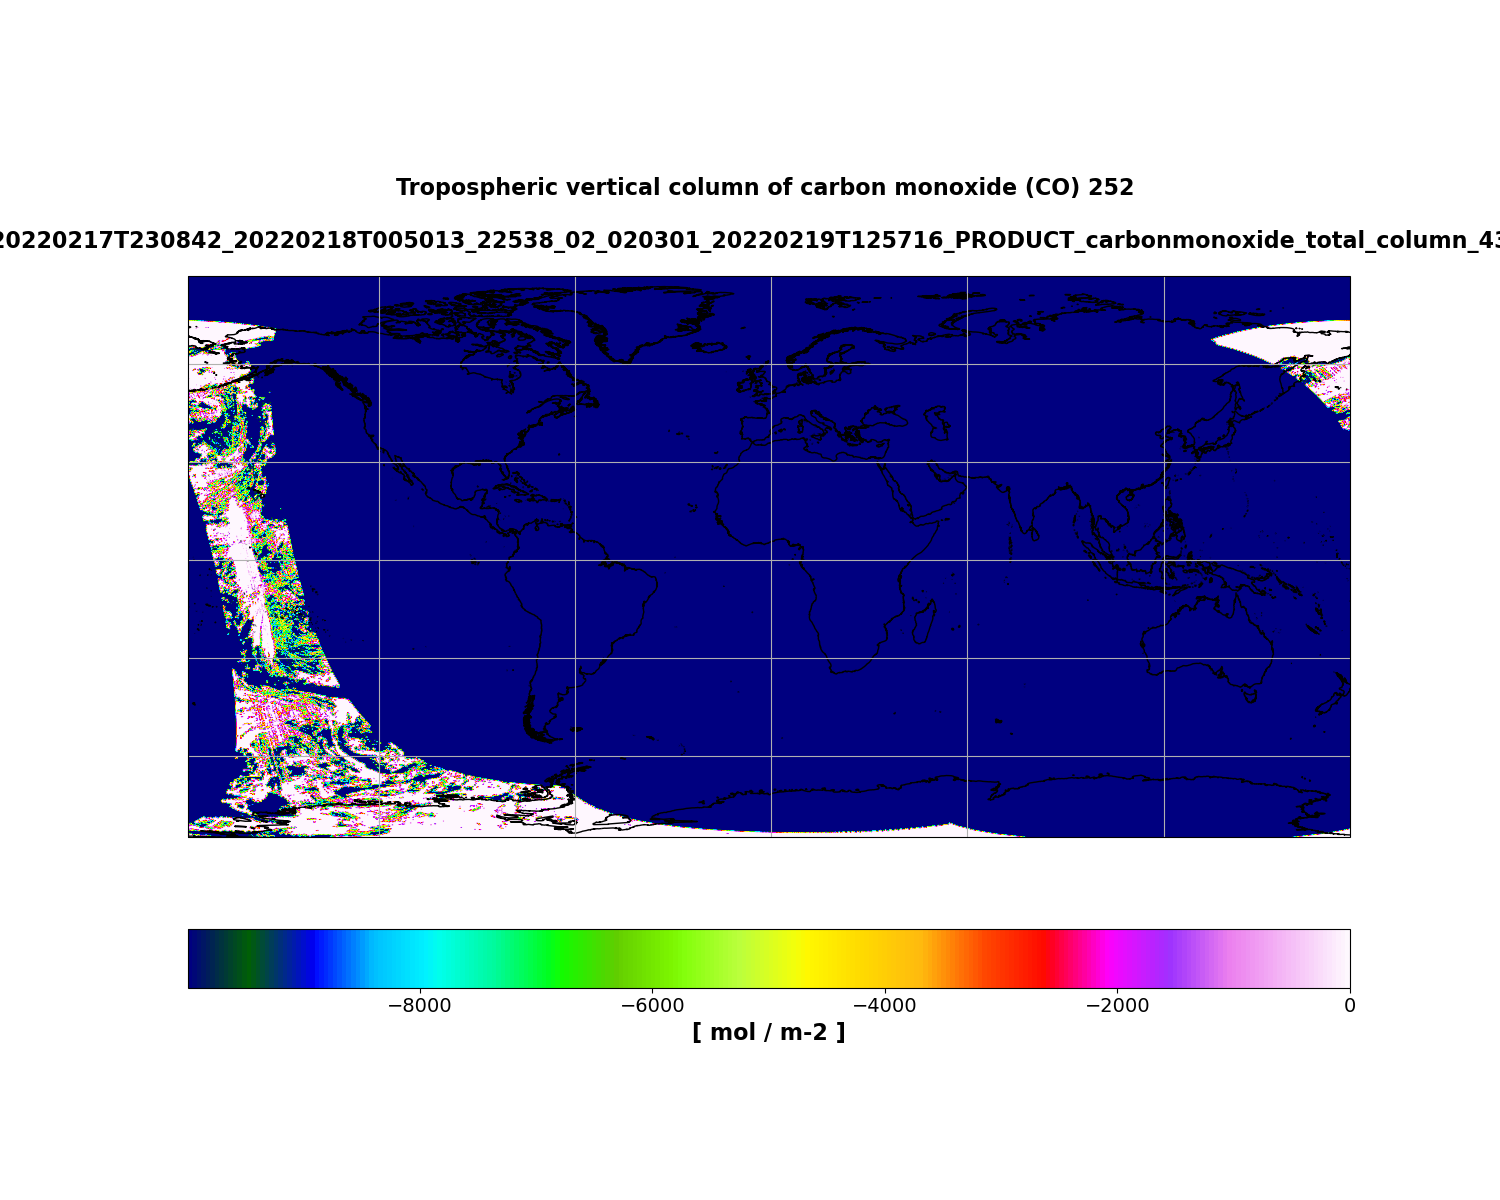 Tropospheric vertical column of carbon monoxide (CO) 252
20220217T230842_20220218T005013_22538_02_020301_20220219T125716_PRODUCT_carbonmonoxide_total_column_43
−8000 −6000 −4000 −2000 0
[ mol / m-2 ]